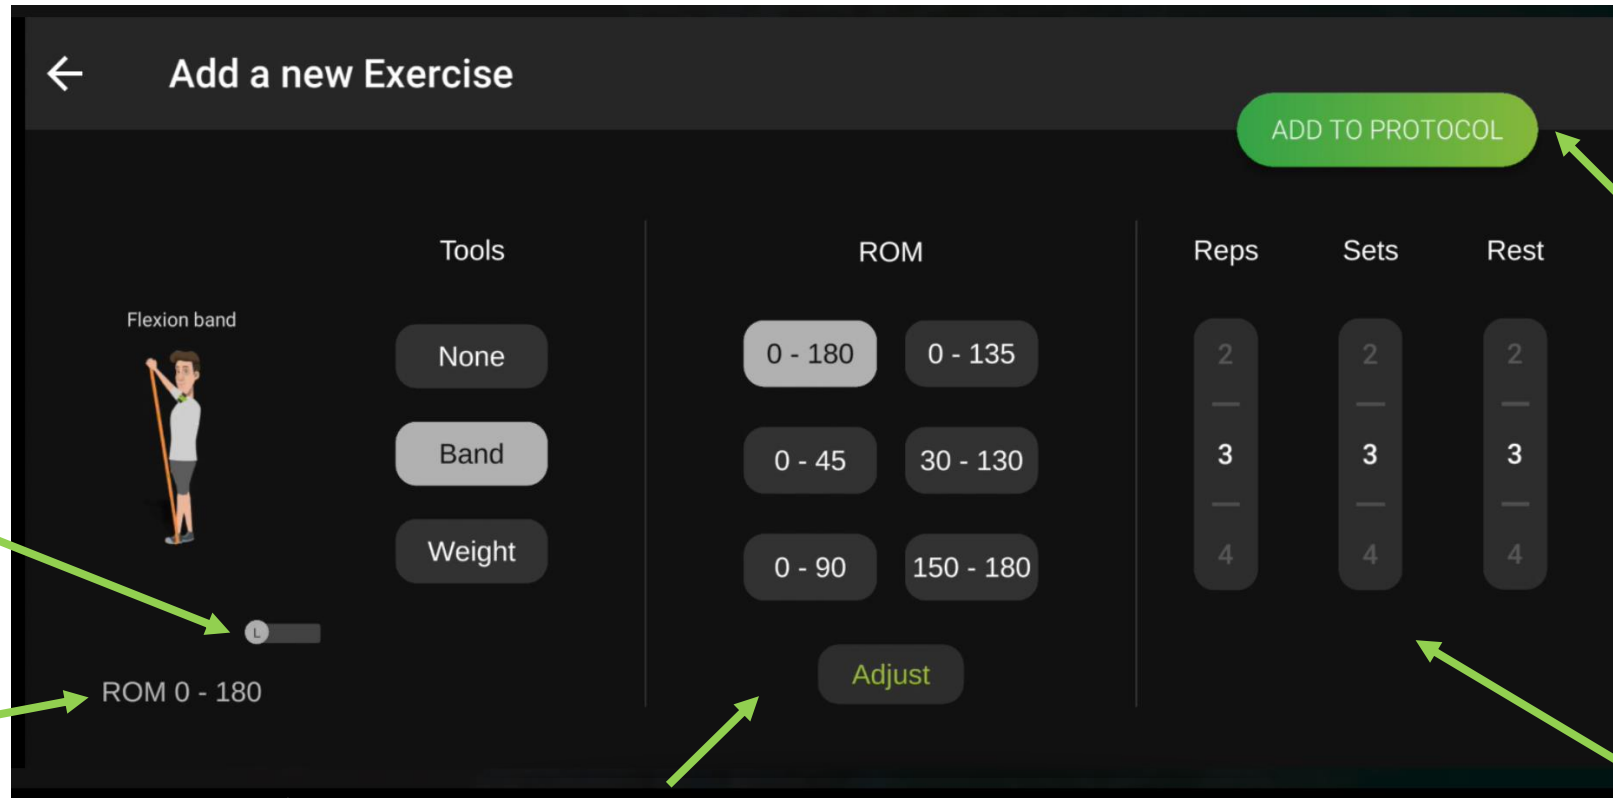 Add a new Exercise
ADD TO PROTOCOL
Tools
ROM
Reps
Sets
Rest
Flexion band
None
Band
Weight
0 - 180
0 - 135
0 - 45
30 - 130
0 - 90
150 - 180
Adjust
2
3
4
2
3
4
2
3
4
L
ROM 0 - 180